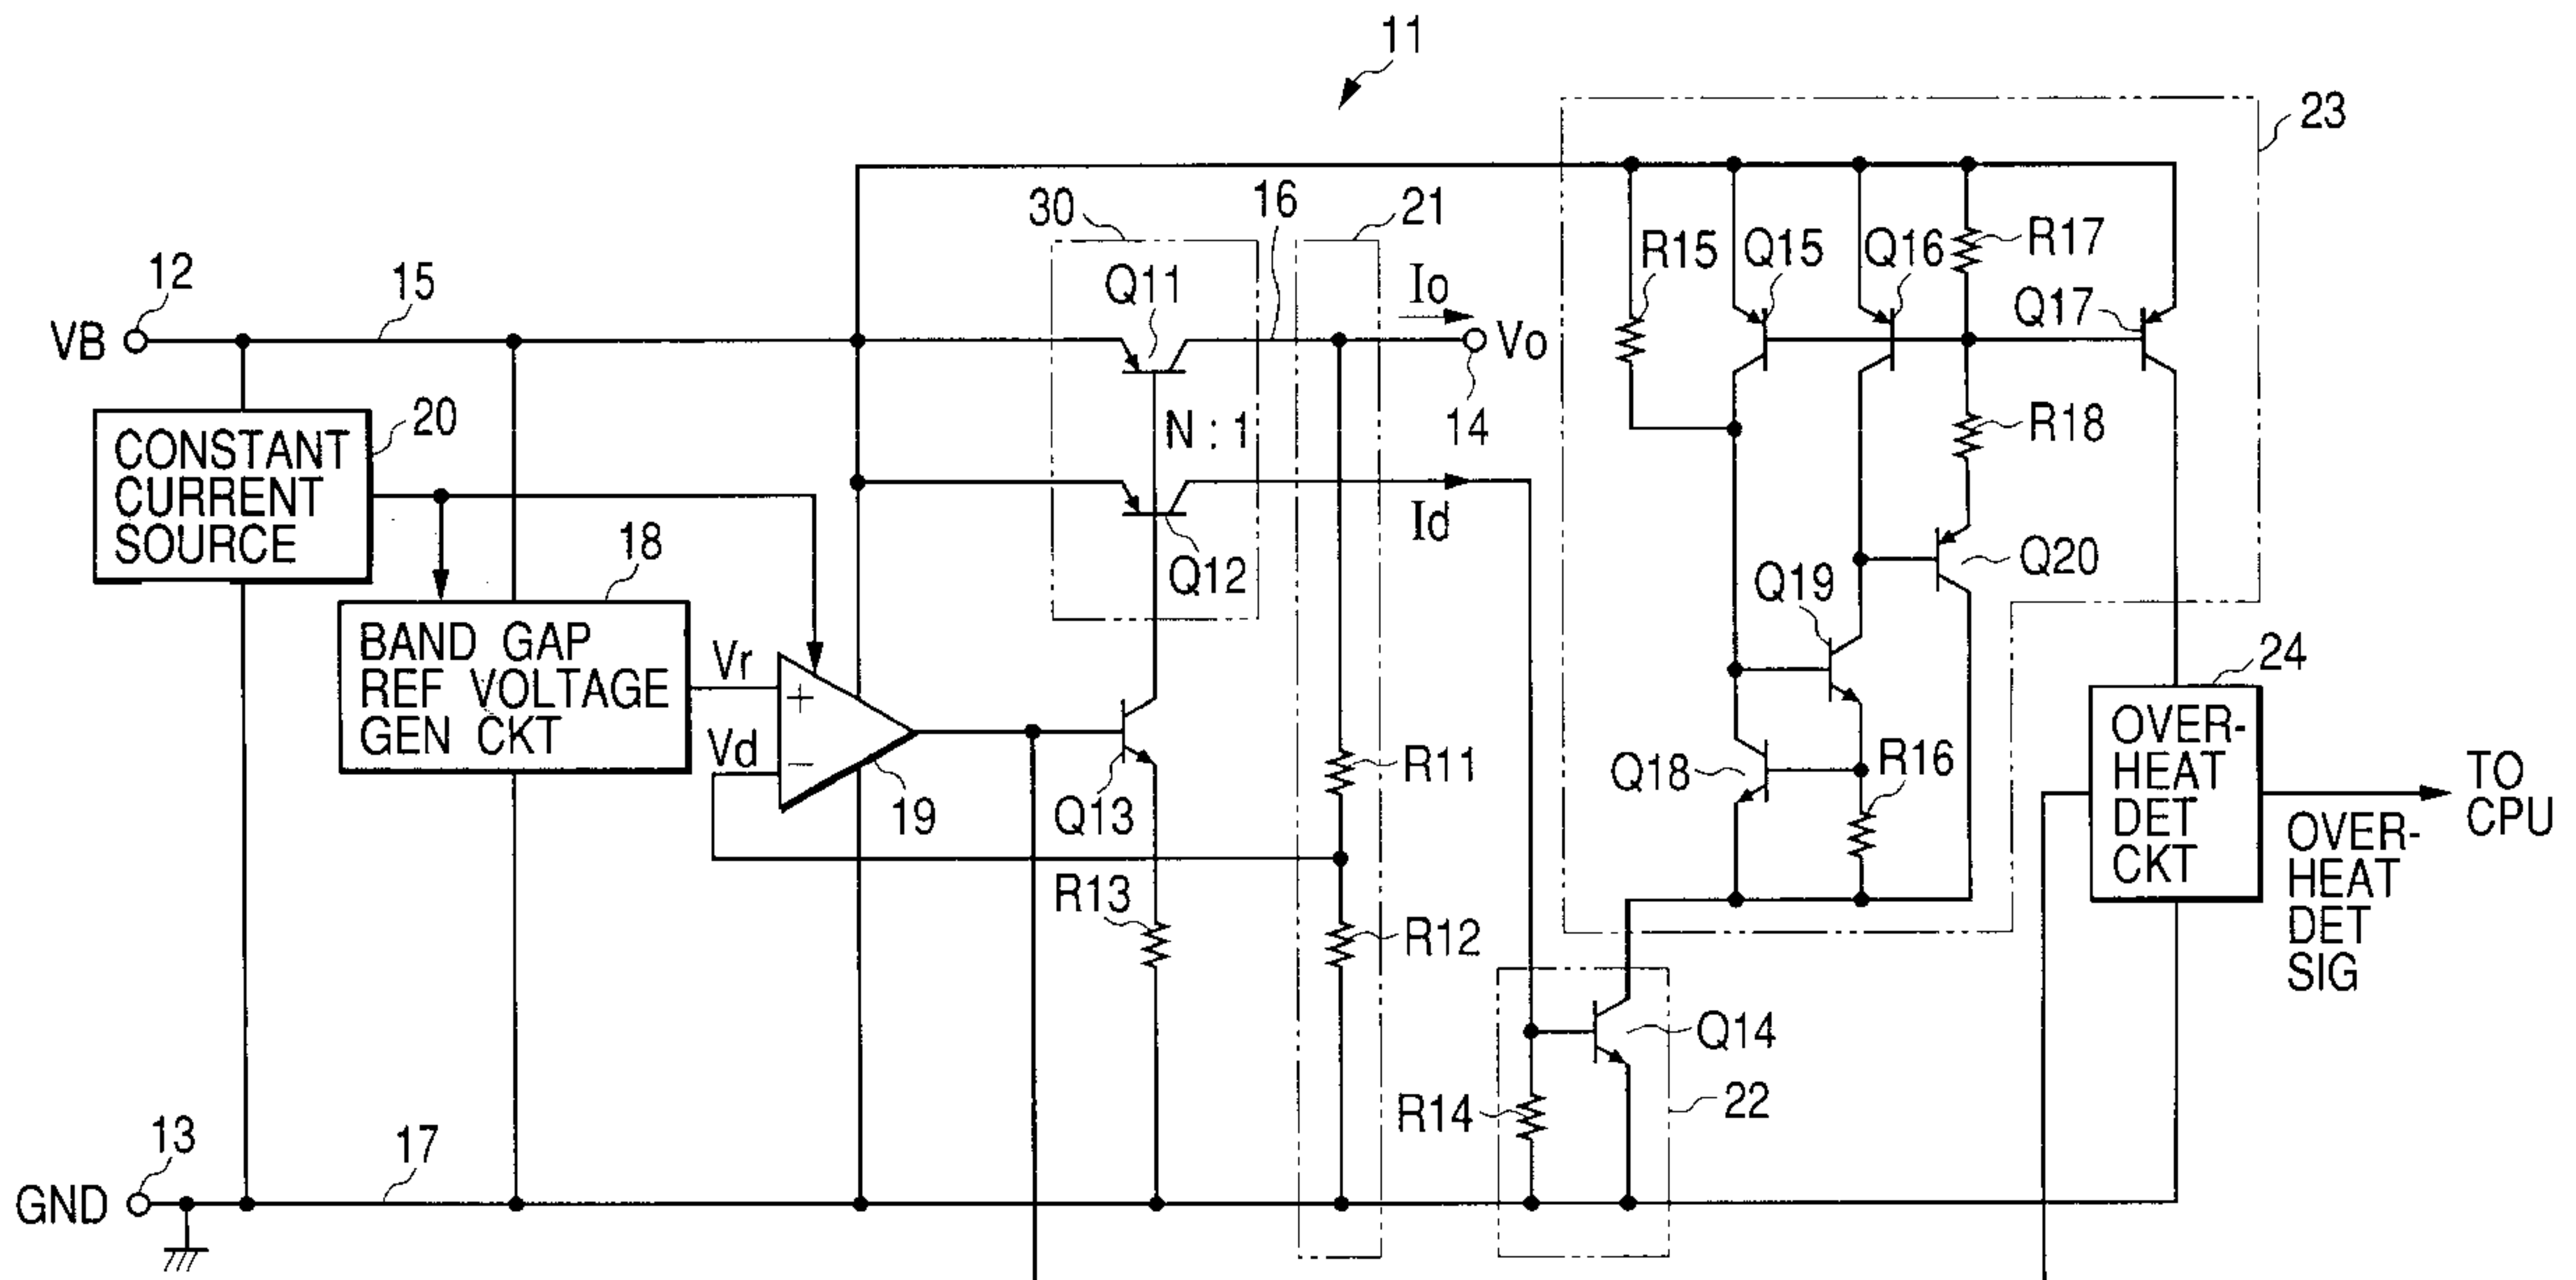 11
23
30
16
21
R15
Q15
Q16
R17
Q17
12
15
Q11
Io
VB
Vo
14
N : 1
R18
20
CONSTANT
CURRENT
SOURCE
Id
18
Q12
Q19
Q20
BAND GAP
REF VOLTAGE
GEN CKT
Vr
+
Vd
−
19
Q13
R11
Q18
R16
24
OVER-
HEAT
DET
CKT
TO
CPU
OVER-
HEAT
DET
SIG
R13
R12
Q14
R14
22
13
17
GND